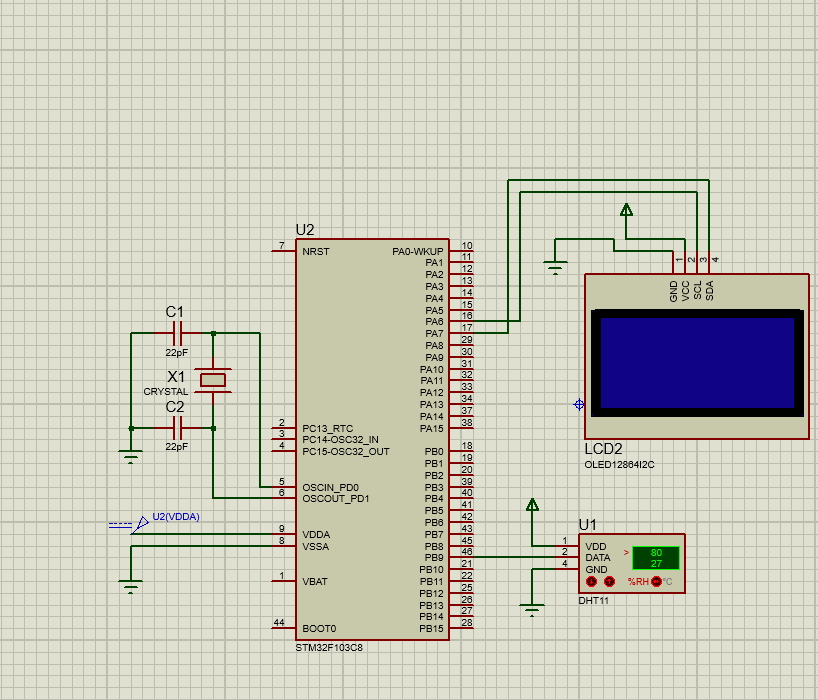 U2
7
NRST
PA0-WKUP
10
PA1
11
PA2
12
PA3
13
PA4
14
PA5
15
PA6
16
PA7
17
PA8
29
PA9
30
PA10
31
PA11
32
PA12
33
PA13
34
PA14
37
PA15
38
2
PC13_RTC
3
PC14-OSC32_IN
4
PC15-OSC32_OUT
PB0
18
PB1
19
PB2
20
PB3
39
PB4
40
PB5
41
PB6
42
PB7
43
PB8
45
PB9
46
PB10
21
PB11
22
PB12
25
PB13
26
PB14
27
PB15
28
5
OSCIN_PD0
6
OSCOUT_PD1
9
VDDA
8
VSSA
1
VBAT
44
BOOT0
STM32F103C8
C1
22pF
X1
CRYSTAL
C2
22pF
U2(VDDA)
1
2
3
4
GND
VCC
SCL
SDA
LCD2
OLED12864I2C
U1
1
VDD
2
DATA
4
GND
>
80
27
%RH
°C
DHT11